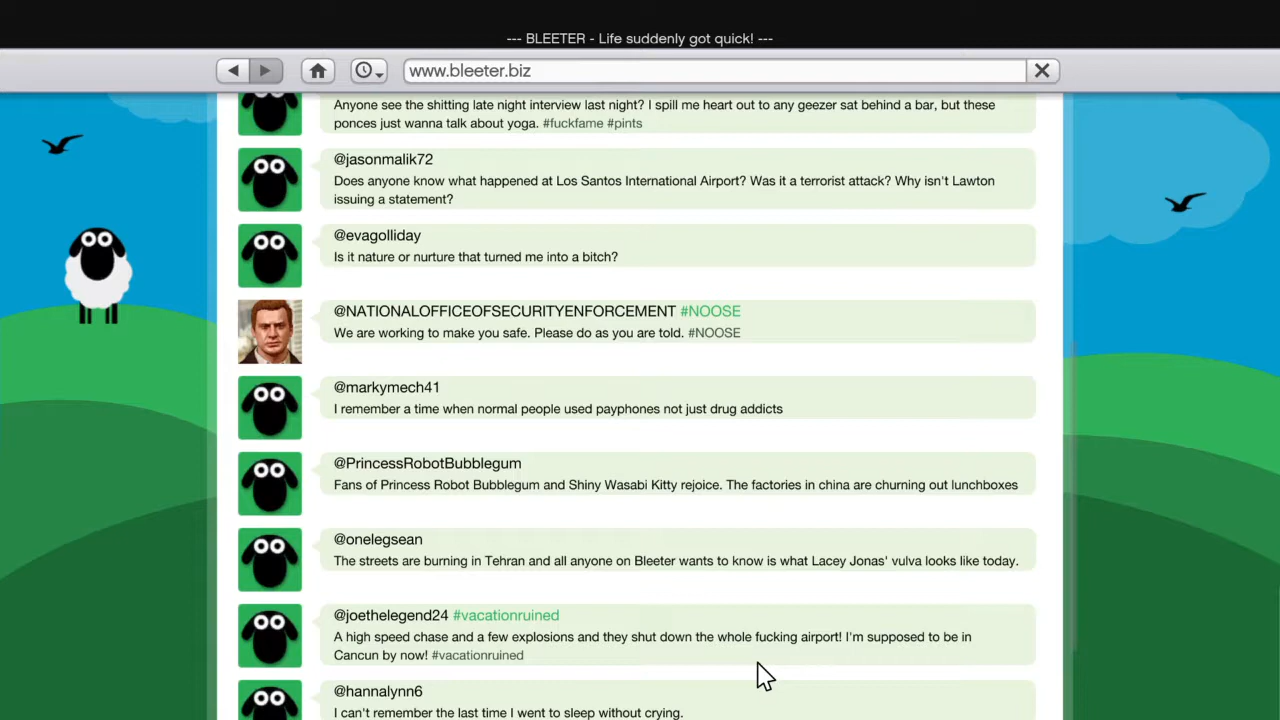 --- BLEETER - Life suddenly got quick! ---
www.bleeter.biz
Anyone see the shitting late night interview last night? I spill me heart out to any geezer sat behind a bar, but these
ponces just wanna talk about yoga. #fuckfame #pints
@jasonmalik72
Does anyone know what happened at Los Santos International Airport? Was it a terrorist attack? Why isn't Lawton
issuing a statement?
@evagolliday
Is it nature or nurture that turned me into a bitch?
@NATIONALOFFICEOFSECURITYENFORCEMENT #NOOSE
We are working to make you safe. Please do as you are told. #NOOSE
@markymech41
I remember a time when normal people used payphones not just drug addicts
@PrincessRobotBubblegum
Fans of Princess Robot Bubblegum and Shiny Wasabi Kitty rejoice. The factories in china are churning out lunchboxes
@onelegsean
The streets are burning in Tehran and all anyone on Bleeter wants to know is what Lacey Jonas' vulva looks like today.
@joethelegend24 #vacationruined
A high speed chase and a few explosions and they shut down the whole fucking airport! I'm supposed to be in
Cancun by now! #vacationruined
@hannalynn6
I can't remember the last time I went to sleep without crying.